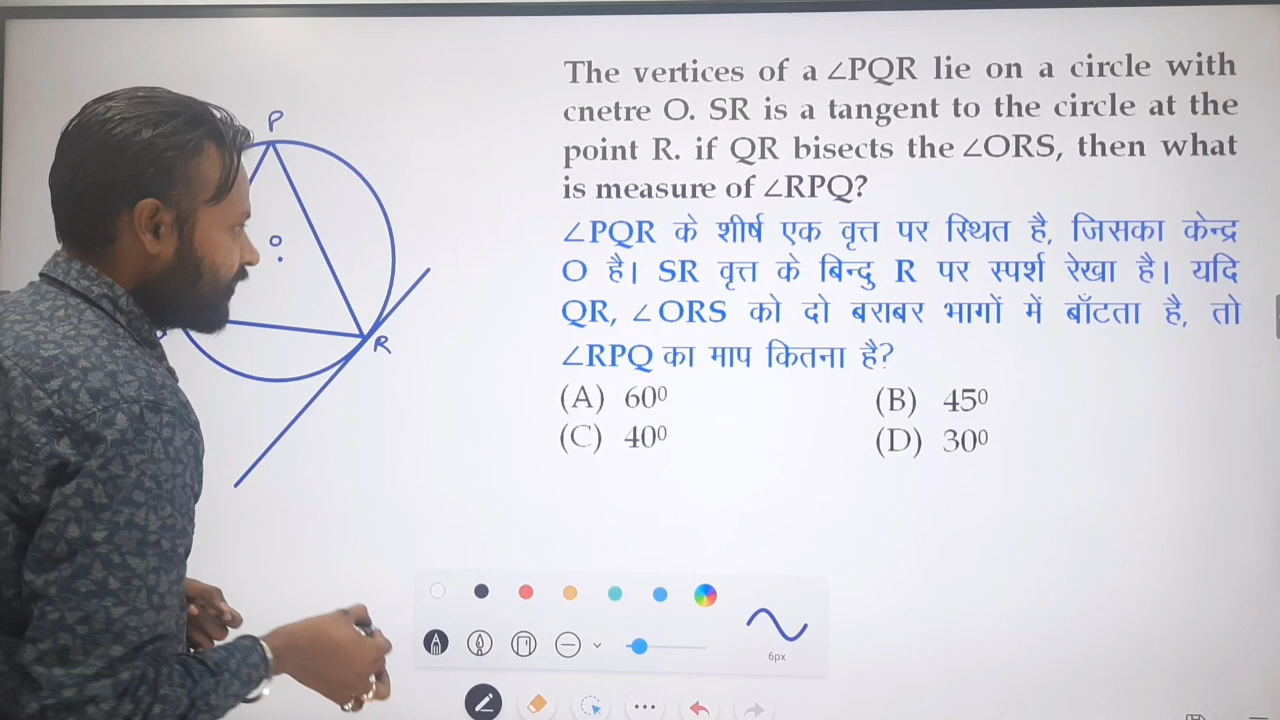 The vertices of a ∠PQR lie on a circle with
cnetre O. SR is a tangent to the circle at the
point R. if QR bisects the ∠ORS, then what
is measure of ∠RPQ?
∠PQR के शीर्ष एक वृत्त पर स्थित है, जिसका केन्द्र
O है। SR वृत्त के बिन्दु R पर स्पर्श रेखा है। यदि
QR, ∠ORS को दो बराबर भागों में बाँटता है, तो
∠RPQ का माप कितना है?
(A) 60⁰ (B) 45⁰
(C) 40⁰ (D) 30⁰
P
O
R
6px